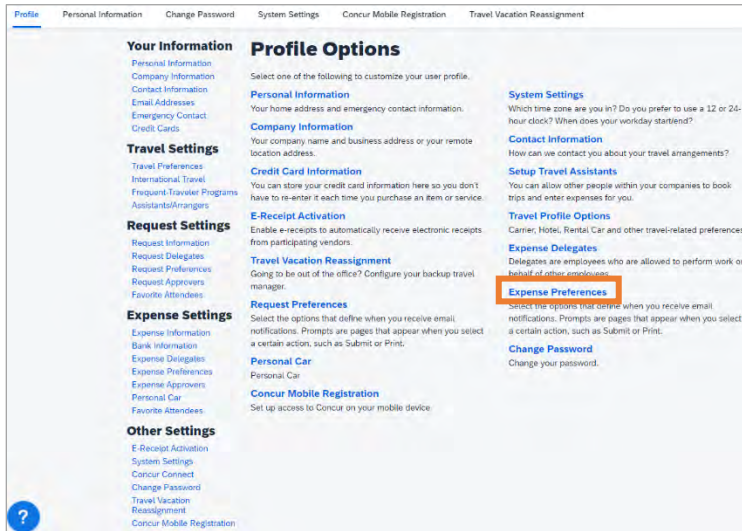 Profile Personal Information Change Password System Settings Concur Mobile Registration Travel Vacation Reassignment
Your Information
Personal Information
Company Information
Contact Information
Email Addresses
Emergency Contact
Credit Cards
Travel Settings
Travel Preferences
International Travel
Frequent-Traveler Programs
Assistants/Arrangers
Request Settings
Request Information
Request Delegates
Request Preferences
Request Approvers
Favorite Attendees
Expense Settings
Expense Information
Bank Information
Expense Delegates
Expense Preferences
Expense Approvers
Personal Car
Favorite Attendees
Other Settings
E-Receipt Activation
System Settings
Concur Connect
Change Password
Travel Vacation
Reassignment
Concur Mobile Registration
Profile Options
Select one of the following to customize your user profile.
Personal Information
Your home address and emergency contact information.
Company Information
Your company name and business address or your remote
location address.
Credit Card Information
You can store your credit card information here so you don't
have to re-enter it each time you purchase an item or service.
E-Receipt Activation
Enable e-receipts to automatically receive electronic receipts
from participating vendors.
Travel Vacation Reassignment
Going to be out of the office? Configure your backup travel
manager.
Request Preferences
Select the options that define when you receive email
notifications. Prompts are pages that appear when you select
a certain action, such as Submit or Print.
Personal Car
Personal Car
Concur Mobile Registration
Set up access to Concur on your mobile device
System Settings
Which time zone are you in? Do you prefer to use a 12 or 24-
hour clock? When does your workday start/end?
Contact Information
How can we contact you about your travel arrangements?
Setup Travel Assistants
You can allow other people within your companies to book
trips and enter expenses for you.
Travel Profile Options
Carrier, Hotel, Rental Car and other travel-related preferences.
Expense Delegates
Delegates are employees who are allowed to perform work on
behalf of other employees.
Expense Preferences
Select the options that define when you receive email
notifications. Prompts are pages that appear when you select
a certain action, such as Submit or Print.
Change Password
Change your password.
?